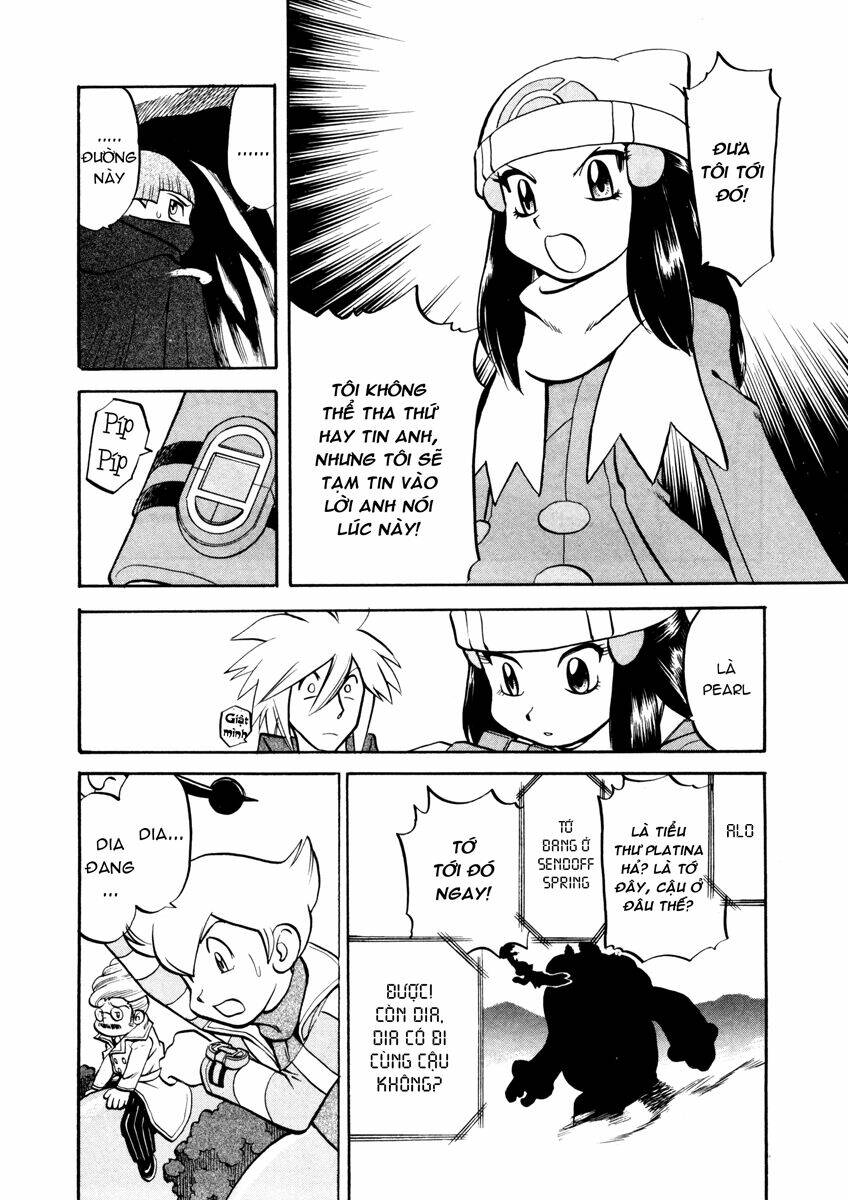 ĐƯA
TÔI TỚI
ĐÓ!
TÔI KHÔNG
THỂ THA THỨ
HAY TIN ANH,
NHƯNG TÔI SẼ
TẠM TIN VÀO
LỜI ANH NÓI
LÚC NÀY!
......
.....
ĐƯỜNG
NÀY
Píp
Píp
LÀ
PEARL
Giật
mình
ALO
LÀ TIỂU
THƯ PLATINA
HẢ? LÀ TỚ
ĐÂY, CẬU Ở
ĐÂU THẾ?
TỚ
ĐANG Ở
SENDOFF
SPRING
TỚ
TỚI ĐÓ
NGAY!
ĐƯỢC!
CÒN DIA,
DIA CÓ ĐI
CÙNG CẬU
KHÔNG?
DIA...
DIA
ĐANG
...